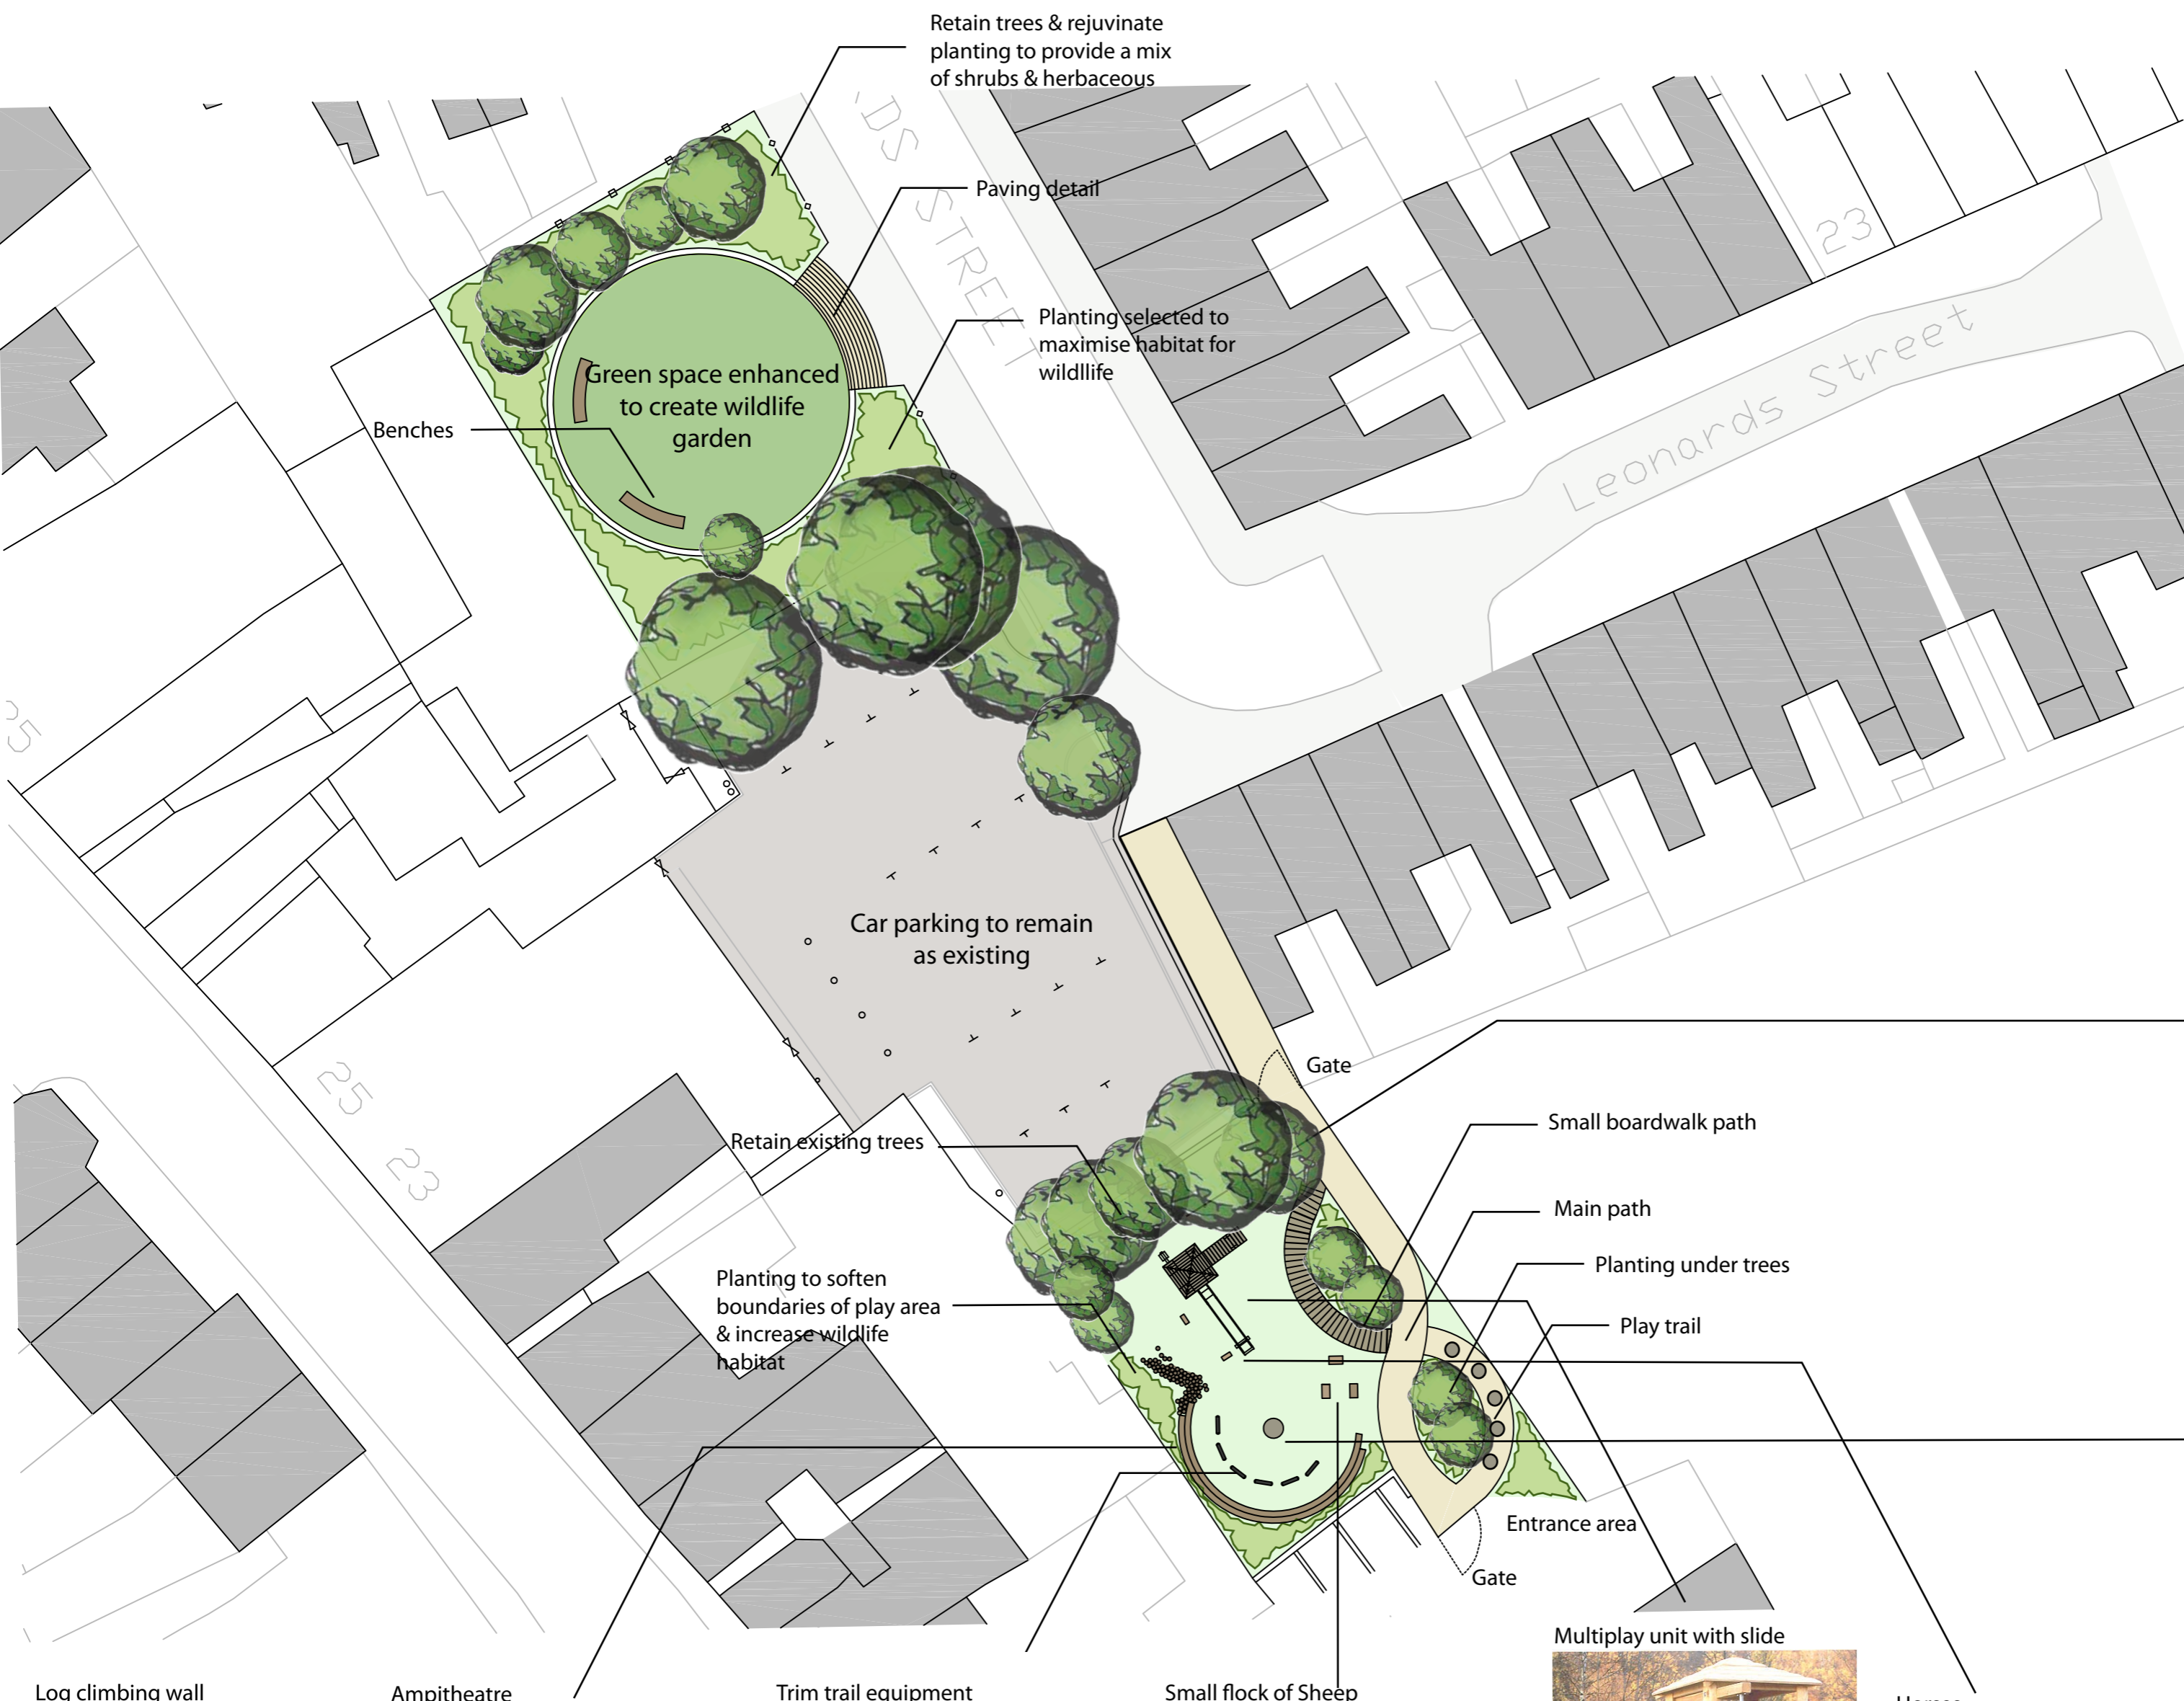 Retain trees & rejuvinate
planting to provide a mix
of shrubs & herbaceous
DS STREET
Paving detail
23
Planting selected to
maximise habitat for
wildllife
Leonards Street
Green space enhanced
to create wildlife
garden
Benches
25
Car parking to remain
as existing
Gate
25
23
Retain existing trees
Small boardwalk path
Main path
Planting under trees
Play trail
Planting to soften
boundaries of play area
& increase wildlife
habitat
Entrance area
Gate
Multiplay unit with slide
Log climbing wall
Ampitheatre
Trim trail equipment
Small flock of Sheep